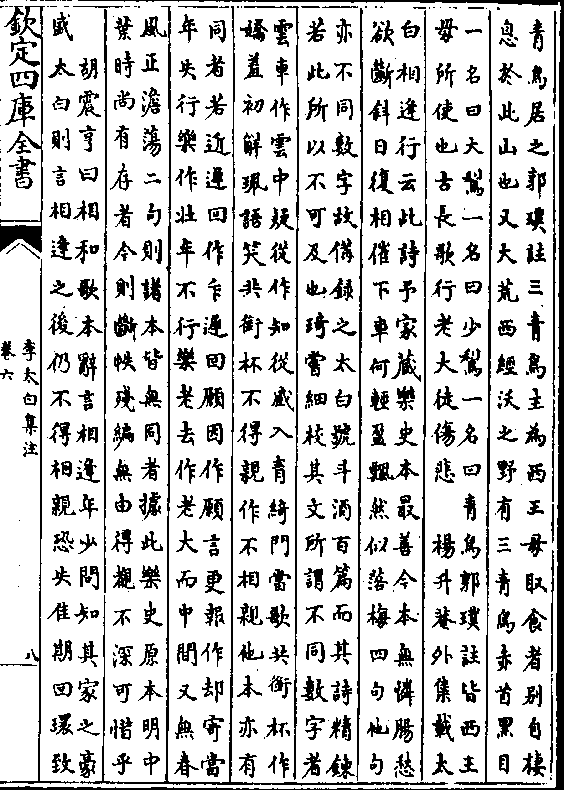 青鳥居之郭璞註三青鳥主為西王母取食者别自棲
息於此山也又大荒西經沃之野有三青鳥赤首黑目
一名曰大鵹一名曰少鵹一名曰青鳥郭璞註皆西王
母所使也古長歌行老大徒傷悲　楊升菴外集載太
白相逢行云此詩予家藏樂史本最善今本無憐腸愁
欲斷斜日復相催下車何輕盈飄然似落梅四句他句
亦不同數字故備録之太白號斗酒百篇而其詩精鍊
若此所以不可及也琦嘗細校其文所謂不同數字者
雲車作雲中疑從作知從蹙入青綺門當歌共銜杯作
嬌羞初解珮語笑共銜杯不得親作不相親他本亦有
同者若近遲回作乍遲回願因作願言更報作却寄當
年失行樂作壯年不行樂老去作老大而中間又無春
風正澹蕩二句則諸本皆無同者據此樂史原本明中
葉時尚有存者今則斷帙殘編無由得覩不深可惜乎
胡震亨曰相和歌本辭言相逢年少問知其家之豪
盛太白則言相逢之後仍不得相親恐失佳期回環致
欽定四庫全書
李太白集注
卷六
八